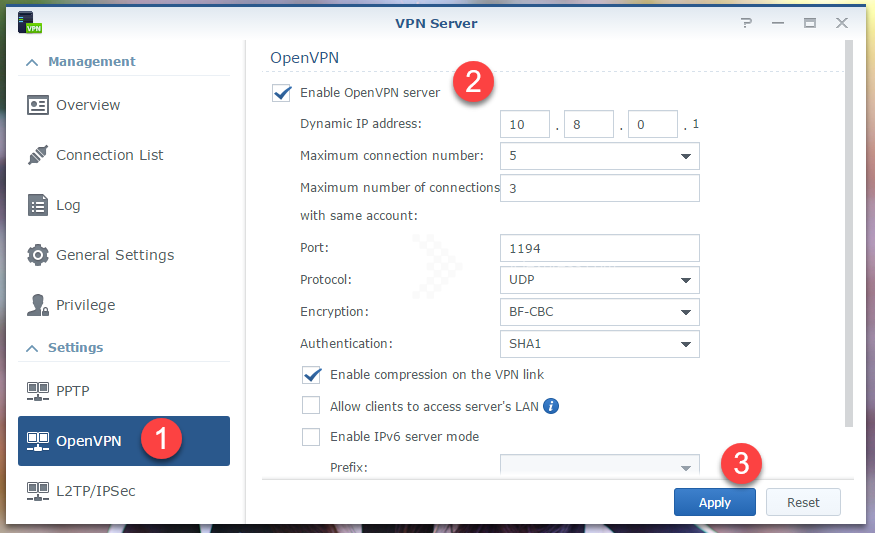 VPN
VPN Server
Management
Overview
Connection List
Log
General Settings
Privilege
Settings
PPTP
OpenVPN
1
L2TP/IPSec
OpenVPN
Enable OpenVPN server
2
Dynamic IP address: 10 . 8 . 0 . 1
Maximum connection number: 5
Maximum number of connections 3
with same account:
Port: 1194
Protocol: UDP
Encryption: BF-CBC
Authentication: SHA1
Enable compression on the VPN link
Allow clients to access server's LAN i
Enable IPv6 server mode
Prefix:
3
Apply Reset